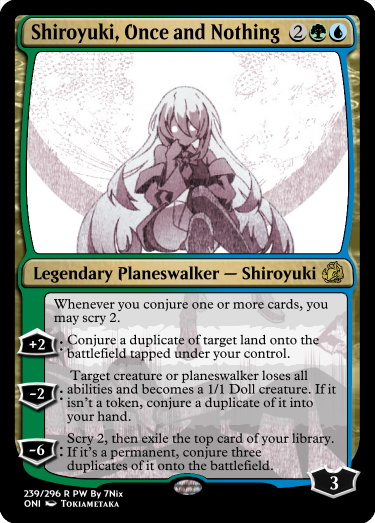 Shiroyuki, Once and Nothing 2
Legendary Planeswalker — Shiroyuki
Whenever you conjure one or more cards, you
may scry 2.
+2: Conjure a duplicate of target land onto the
battlefield tapped under your control.
-2: Target creature or planeswalker loses all
abilities and becomes a 1/1 Doll creature. If it
isn't a token, conjure a duplicate of it into
your hand.
-6: Scry 2, then exile the top card of your library.
If it's a permanent, conjure three
duplicates of it onto the battlefield.
3
239/296 R PW By 7Nix
ONI Tokiametaka